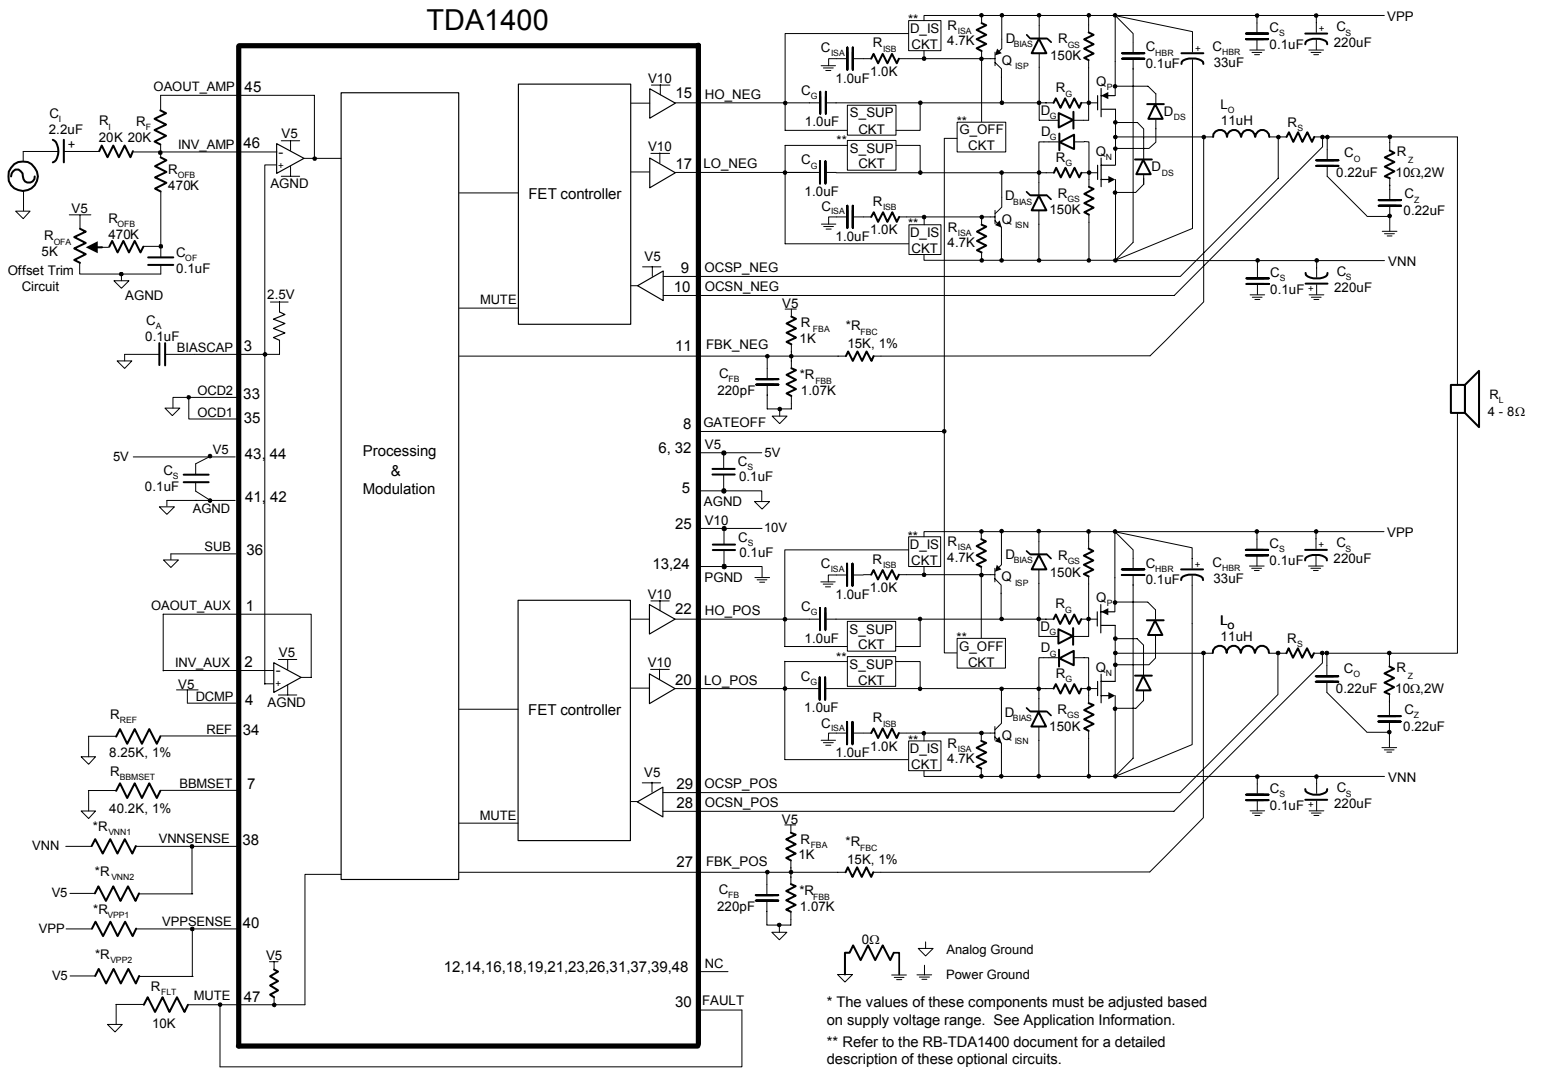 TDA1400
OAOUT_AMP 45
C_I
2.2uF
+
R_I
20K
R_F
20K
INV_AMP 46
V5
AGND
R_OFB
470K
V5
R_OFA
5K
R_OFB
470K
C_OF
0.1uF
Offset Trim
Circuit
AGND
2.5V
C_A
0.1uF
BIASCAP 3
OCD2 33
OCD1 35
5V
V5 43, 44
C_S
0.1uF
AGND 41, 42
SUB 36
OAOUT_AUX 1
INV_AUX 2
V5
AGND
V5
DCMP 4
R_REF
8.25K, 1%
REF 34
R_BBMSET
40.2K, 1%
BBMSET 7
*R_VNN1
VNN
VNNSENSE 38
*R_VNN2
V5
*R_VPP1
VPP
VPPSENSE 40
*R_VPP2
V5
R_FLT
10K
MUTE 47
V5
Processing
&
Modulation
FET controller
MUTE
FET controller
MUTE
V10
15 HO_NEG
V10
17 LO_NEG
V5
9 OCSP_NEG
10 OCSN_NEG
11 FBK_NEG
V5
R_FBA
1K
*R_FBC
15K, 1%
C_FB
220pF
*R_FBB
1.07K
8 GATEOFF
6, 32 V5
5V
C_S
0.1uF
5
AGND
25 V10
10V
C_S
0.1uF
13,24
PGND
V10
22 HO_POS
V10
20 LO_POS
V5
29 OCSP_POS
28 OCSN_POS
27 FBK_POS
V5
R_FBA
1K
*R_FBC
15K, 1%
C_FB
220pF
*R_FBB
1.07K
12,14,16,18,19,21,23,26,31,37,39,48 NC
30 FAULT
**
D_IS
CKT
R_ISA
4.7K
C_ISA
1.0uF
R_ISB
1.0K
Q_ISP
D_BIAS
R_GS
150K
C_HBR
0.1uF
+
C_HBR
33uF
C_S
0.1uF
+
C_S
220uF
VPP
C_G
1.0uF
S_SUP
CKT
**
G_OFF
CKT
R_G
D_G
Q_P
D_DS
L_O
11uH
R_S
**
S_SUP
CKT
C_G
1.0uF
D_G
R_G
Q_N
D_DS
C_O
0.22uF
R_Z
10Ω,2W
C_Z
0.22uF
C_ISA
1.0uF
R_ISB
1.0K
**
D_IS
CKT
R_ISA
4.7K
Q_ISN
D_BIAS
R_GS
150K
VNN
C_S
0.1uF
+
C_S
220uF
R_L
4 - 8Ω
**
D_IS
CKT
R_ISA
4.7K
C_ISA
1.0uF
R_ISB
1.0K
Q_ISP
D_BIAS
R_GS
150K
C_HBR
0.1uF
+
C_HBR
33uF
C_S
0.1uF
+
C_S
220uF
VPP
C_G
1.0uF
S_SUP
CKT
**
G_OFF
CKT
R_G
D_G
Q_P
L_O
11uH
R_S
**
S_SUP
CKT
C_G
1.0uF
D_G
R_G
Q_N
C_O
0.22uF
R_Z
10Ω,2W
C_Z
0.22uF
C_ISA
1.0uF
R_ISB
1.0K
**
D_IS
CKT
R_ISA
4.7K
Q_ISN
D_BIAS
R_GS
150K
VNN
C_S
0.1uF
+
C_S
220uF
0Ω
Analog Ground
Power Ground
* The values of these components must be adjusted based
on supply voltage range. See Application Information.
** Refer to the RB-TDA1400 document for a detailed
description of these optional circuits.